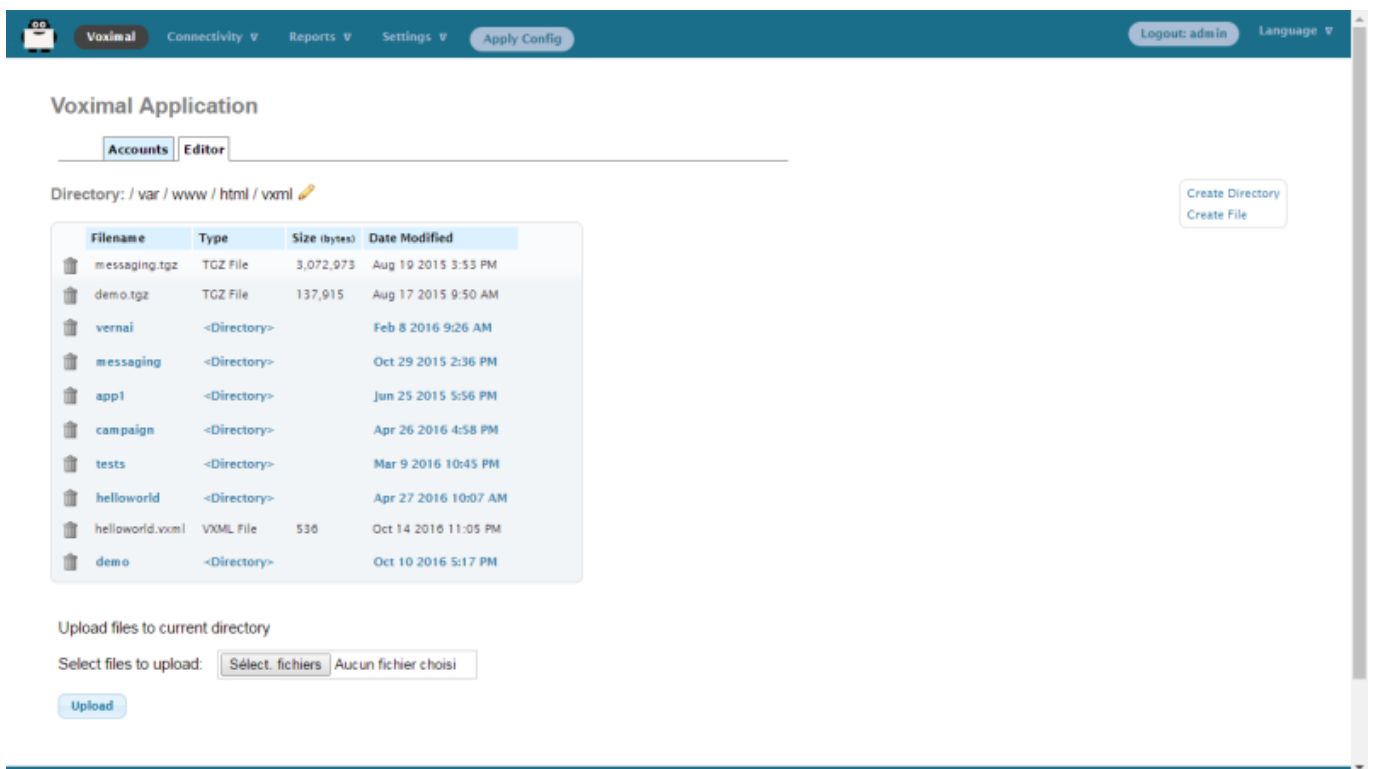 Voximal Connectivity ▿ Reports ▿ Settings ▿ Apply Config Logout: admin Language ▿
Voximal Application
Accounts Editor
Directory: / var / www / html / vxml
Create Directory
Create File
Filename Type Size (bytes) Date Modified
messaging.tgz TGZ File 3,072,973 Aug 19 2015 3:53 PM
demo.tgz TGZ File 137,915 Aug 17 2015 9:50 AM
vernai <Directory> Feb 8 2016 9:26 AM
messaging <Directory> Oct 29 2015 2:36 PM
app1 <Directory> Jun 25 2015 5:56 PM
campaign <Directory> Apr 26 2016 4:58 PM
tests <Directory> Mar 9 2016 10:45 PM
helloworld <Directory> Apr 27 2016 10:07 AM
helloworld.vxml VXML File 536 Oct 14 2016 11:05 PM
demo <Directory> Oct 10 2016 5:17 PM
Upload files to current directory
Select files to upload: Sélect. fichiers Aucun fichier choisi
Upload